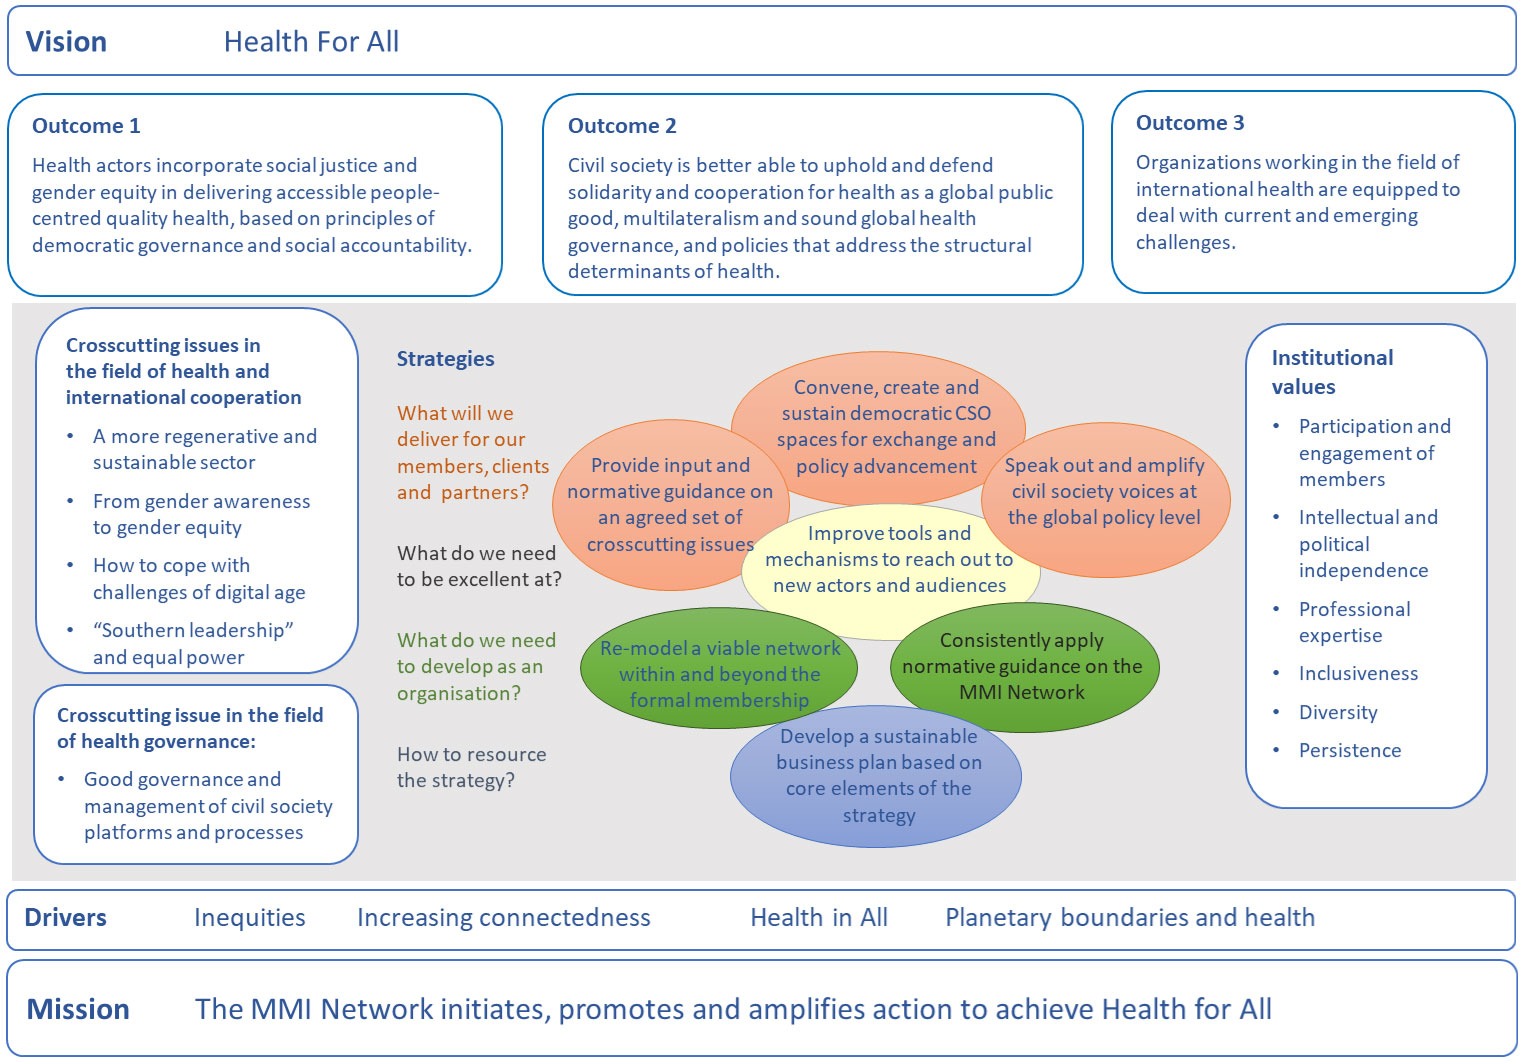 Vision Health For All
Outcome 1
Health actors incorporate social justice and
gender equity in delivering accessible people-
centred quality health, based on principles of
democratic governance and social accountability.
Outcome 2
Civil society is better able to uphold and defend
solidarity and cooperation for health as a global public
good, multilateralism and sound global health
governance, and policies that address the structural
determinants of health.
Outcome 3
Organizations working in the field of
international health are equipped to
deal with current and emerging
challenges.
Crosscutting issues in
the field of health and
international cooperation
• A more regenerative and
sustainable sector
• From gender awareness
to gender equity
• How to cope with
challenges of digital age
• “Southern leadership”
and equal power
Crosscutting issue in the field
of health governance:
• Good governance and
management of civil society
platforms and processes
Strategies
What will we
deliver for our
members, clients
and partners?
What do we need
to be excellent at?
What do we need
to develop as an
organisation?
How to resource
the strategy?
Convene, create and
sustain democratic CSO
spaces for exchange and
policy advancement
Provide input and
normative guidance on
an agreed set of
crosscutting issues
Speak out and amplify
civil society voices at
the global policy level
Improve tools and
mechanisms to reach out to
new actors and audiences
Re-model a viable network
within and beyond the
formal membership
Consistently apply
normative guidance on the
MMI Network
Develop a sustainable
business plan based on
core elements of the
strategy
Institutional
values
• Participation and
engagement of
members
• Intellectual and
political
independence
• Professional
expertise
• Inclusiveness
• Diversity
• Persistence
Drivers Inequities Increasing connectedness Health in All Planetary boundaries and health
Mission The MMI Network initiates, promotes and amplifies action to achieve Health for All